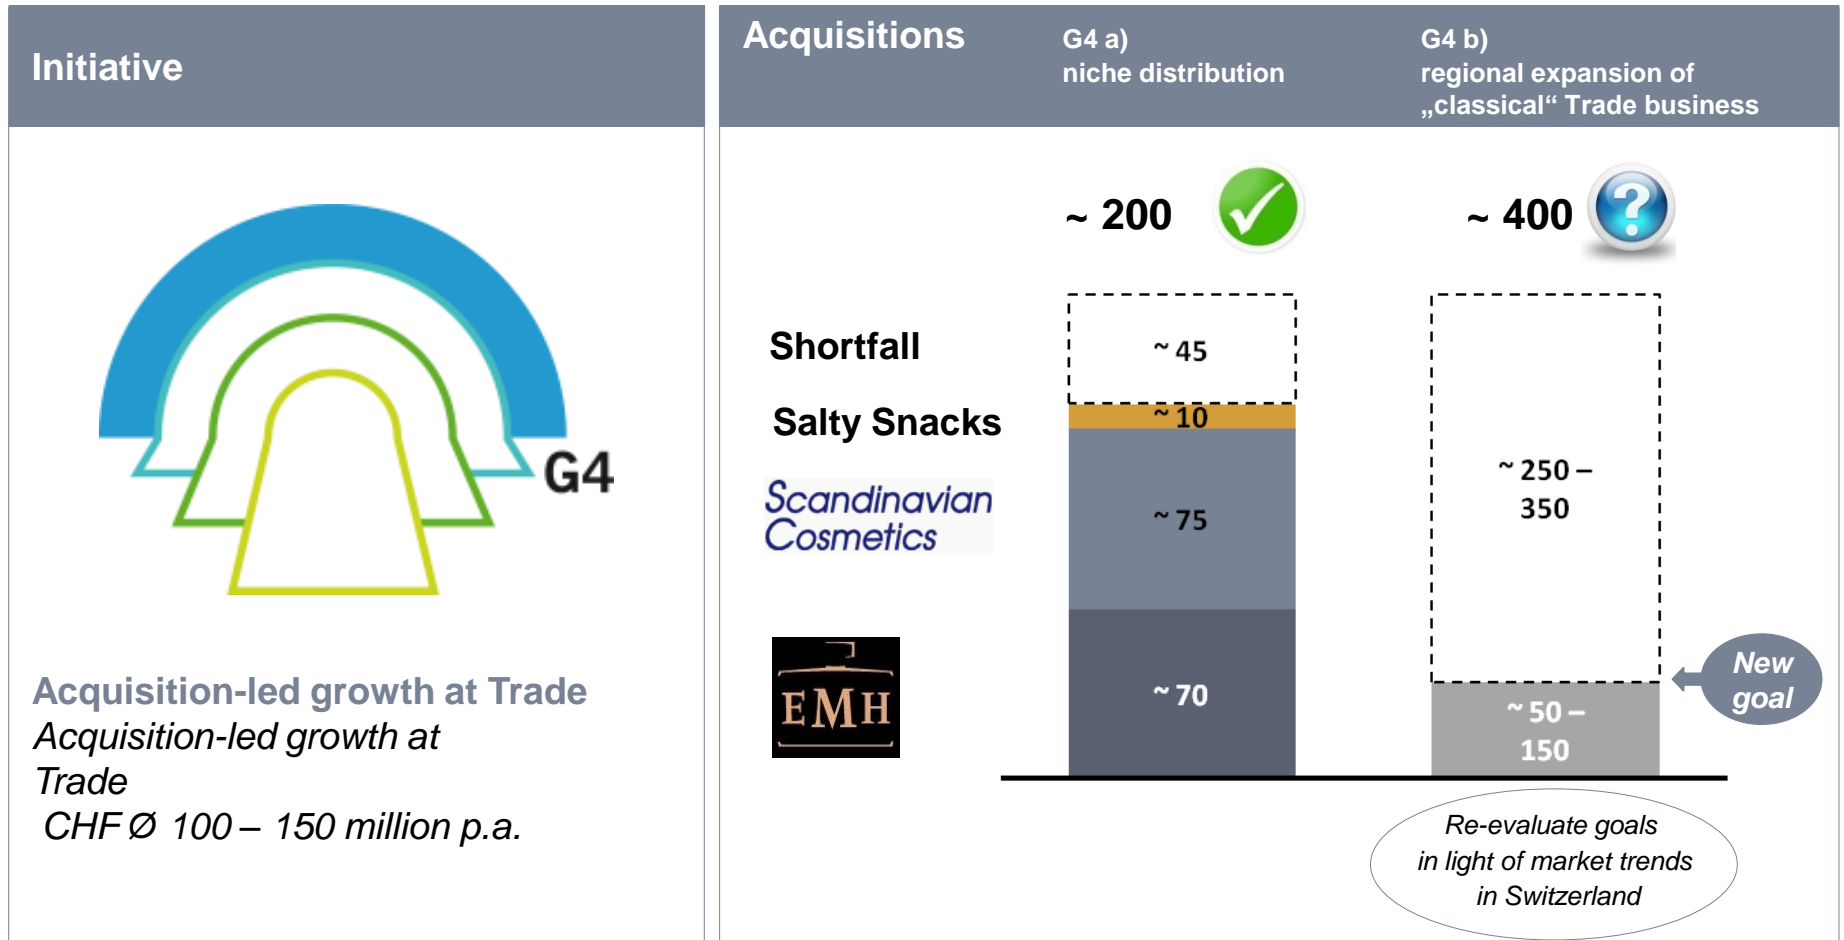 Initiative
G4
Acquisition-led growth at Trade
Acquisition-led growth at
Trade
CHF Ø 100 – 150 million p.a.
Acquisitions
G4 a)
niche distribution
G4 b)
regional expansion of
„classical“ Trade business
~ 200
~ 400
?
Shortfall
~ 45
Salty Snacks
~ 10
Scandinavian
Cosmetics
~ 75
EMH
~ 70
~ 250 –
350
New
goal
~ 50 –
150
Re-evaluate goals
in light of market trends
in Switzerland